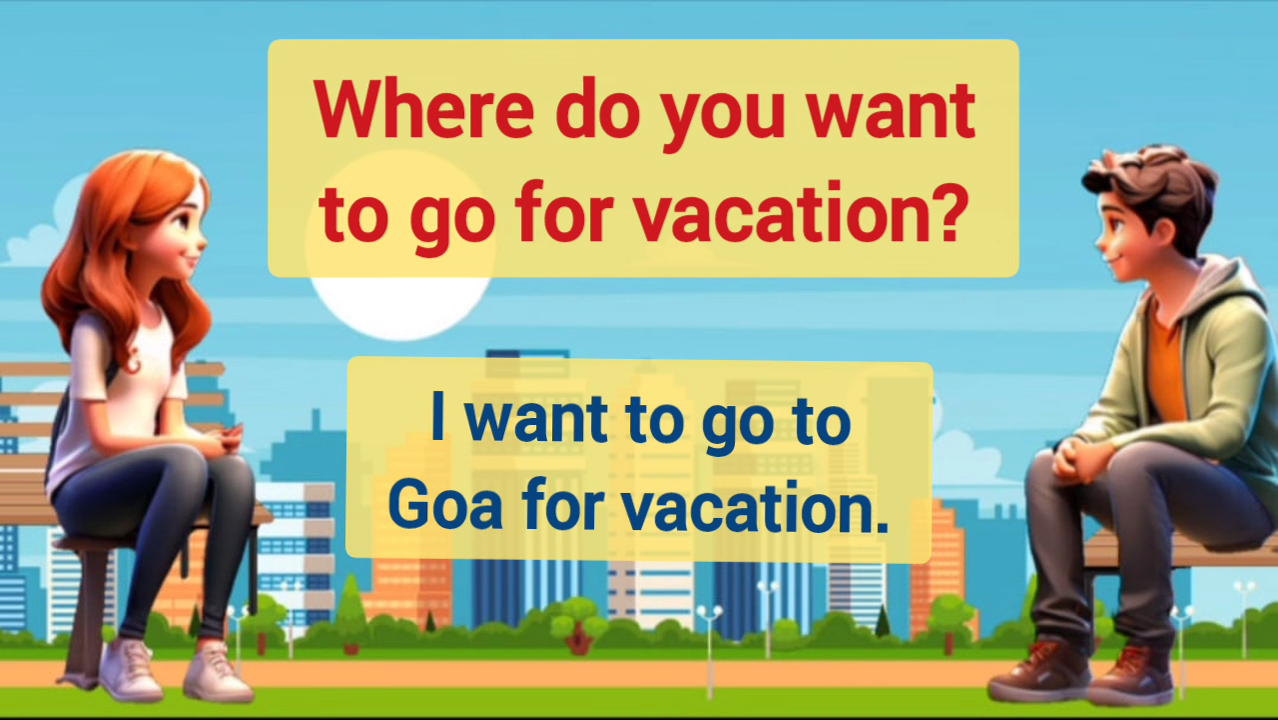 Where do you want
to go for vacation?
I want to go to
Goa for vacation.